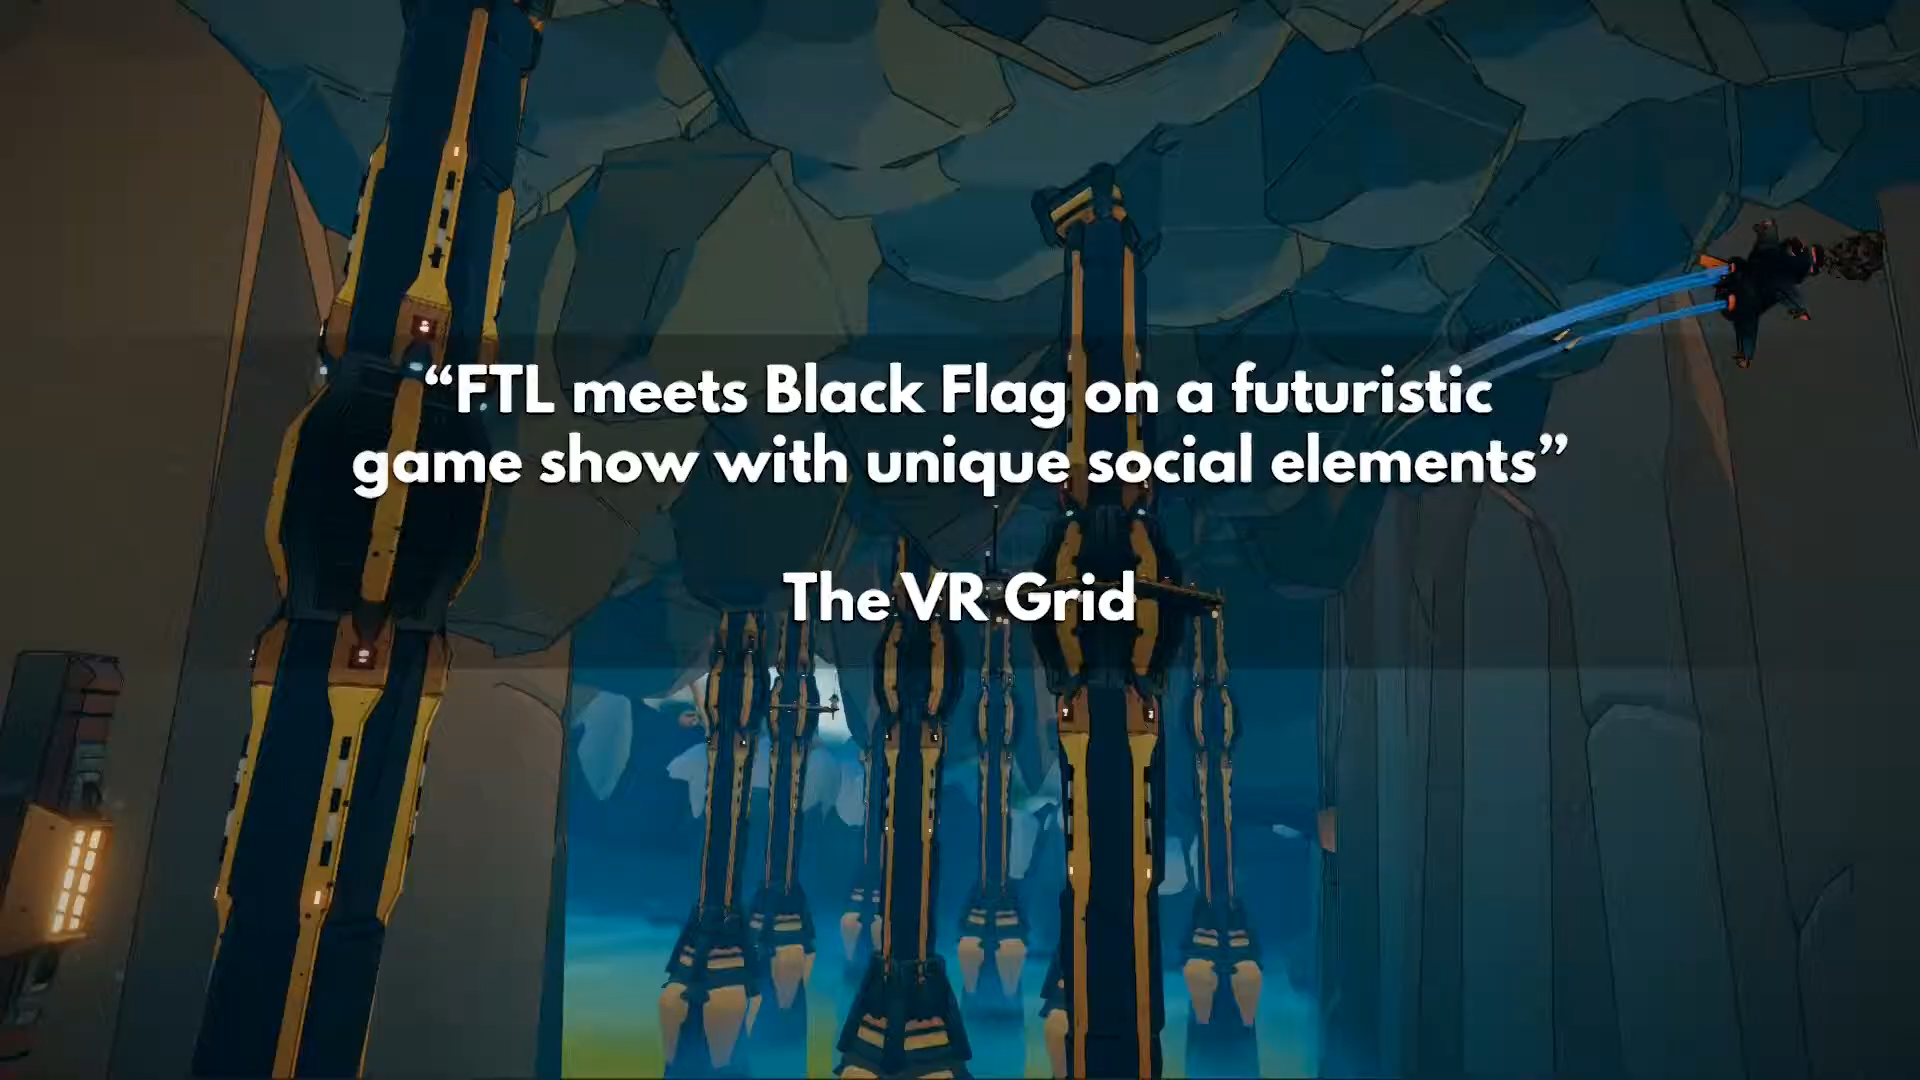 “FTL meets Black Flag on a futuristic
game show with unique social elements”
The VR Grid